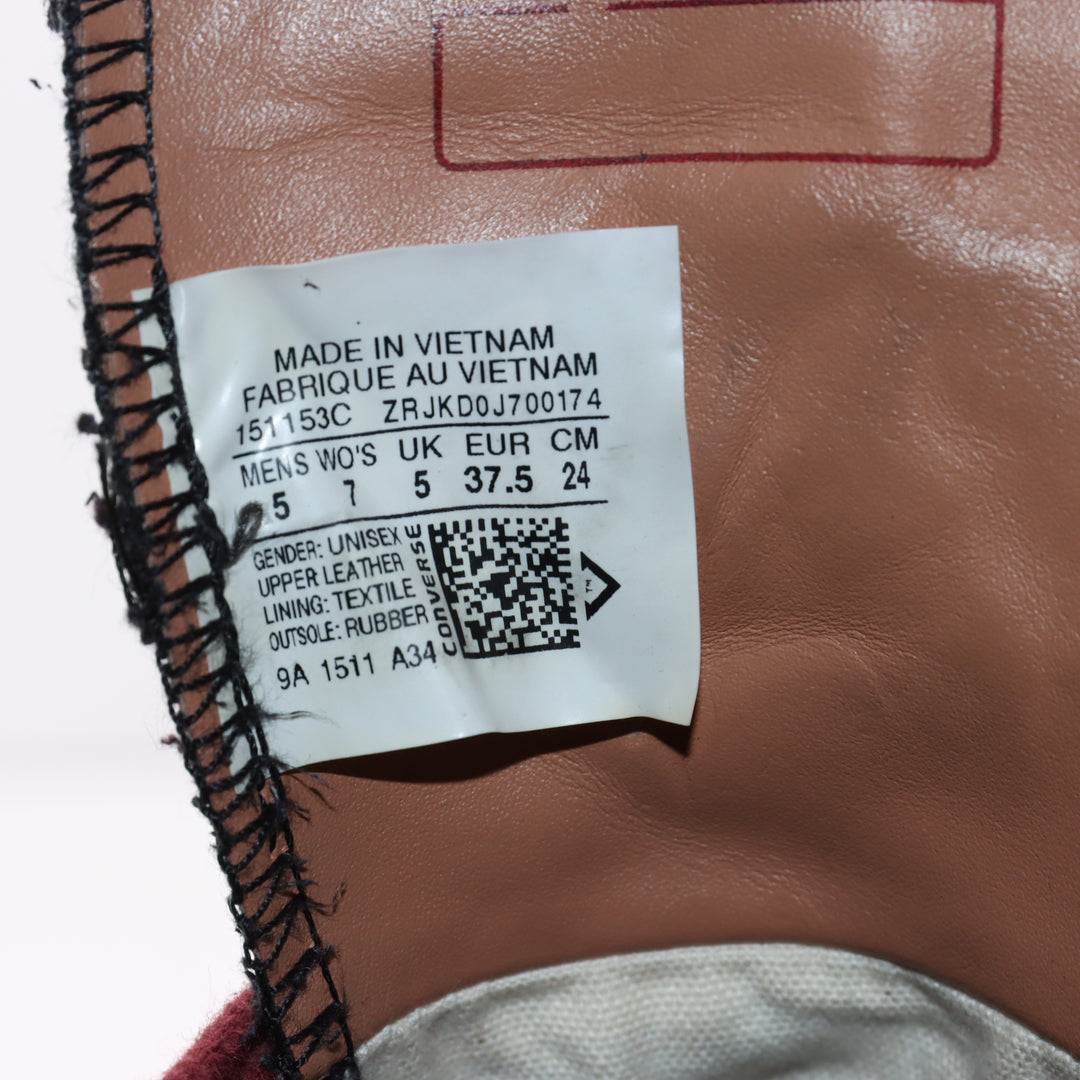 MADE IN VIETNAM
FABRIQUE AU VIETNAM
151153C ZRJKD0J700174
MENS WO'S UK EUR CM
5 7 5 37.5 24
GENDER: UNISEX
UPPER LEATHER
LINING: TEXTILE
OUTSOLE: RUBBER
CONVERSE
9A 1511 A34